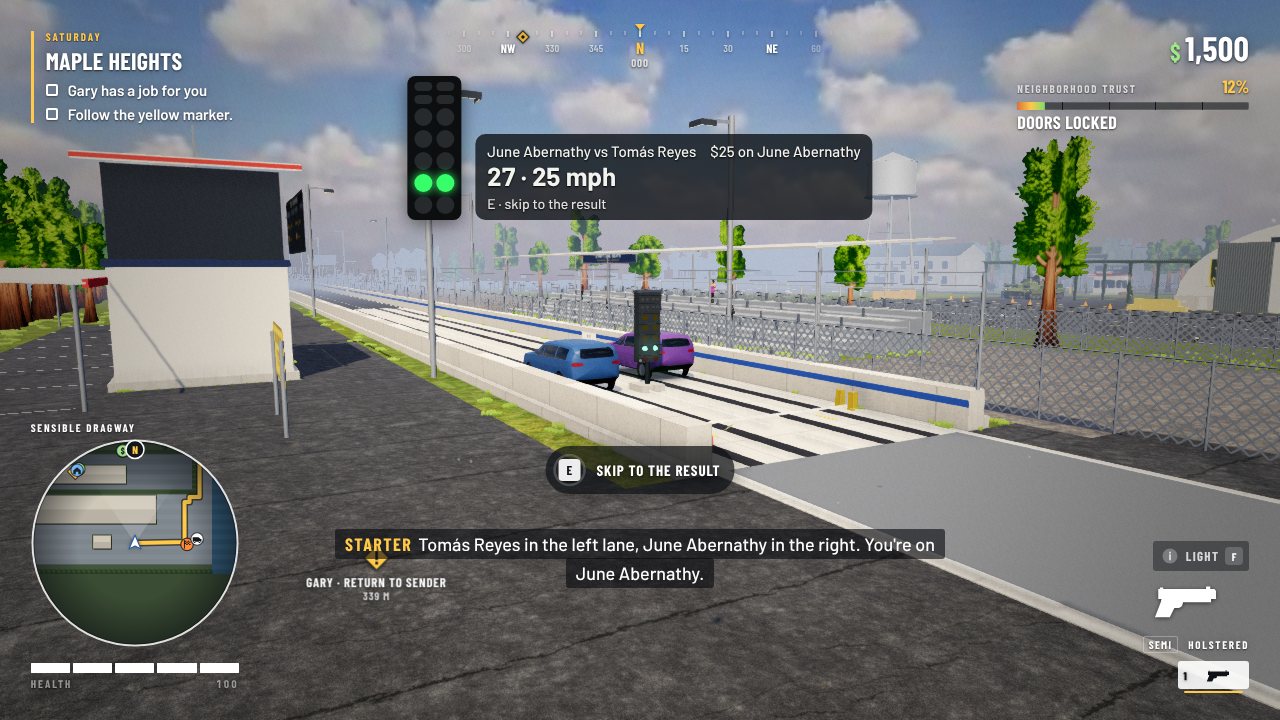 SATURDAY
MAPLE HEIGHTS
Gary has a job for you
Follow the yellow marker.
300 NW 330 345 N 15 30 NE 60
000
$1,500
NEIGHBORHOOD TRUST 12%
DOORS LOCKED
June Abernathy vs Tomás Reyes $25 on June Abernathy
27 · 25 mph
E · skip to the result
SENSIBLE DRAGWAY
$ N
E SKIP TO THE RESULT
STARTER Tomás Reyes in the left lane, June Abernathy in the right. You're on
June Abernathy.
GARY · RETURN TO SENDER
339 M
i LIGHT F
SEMI HOLSTERED
1
HEALTH 100